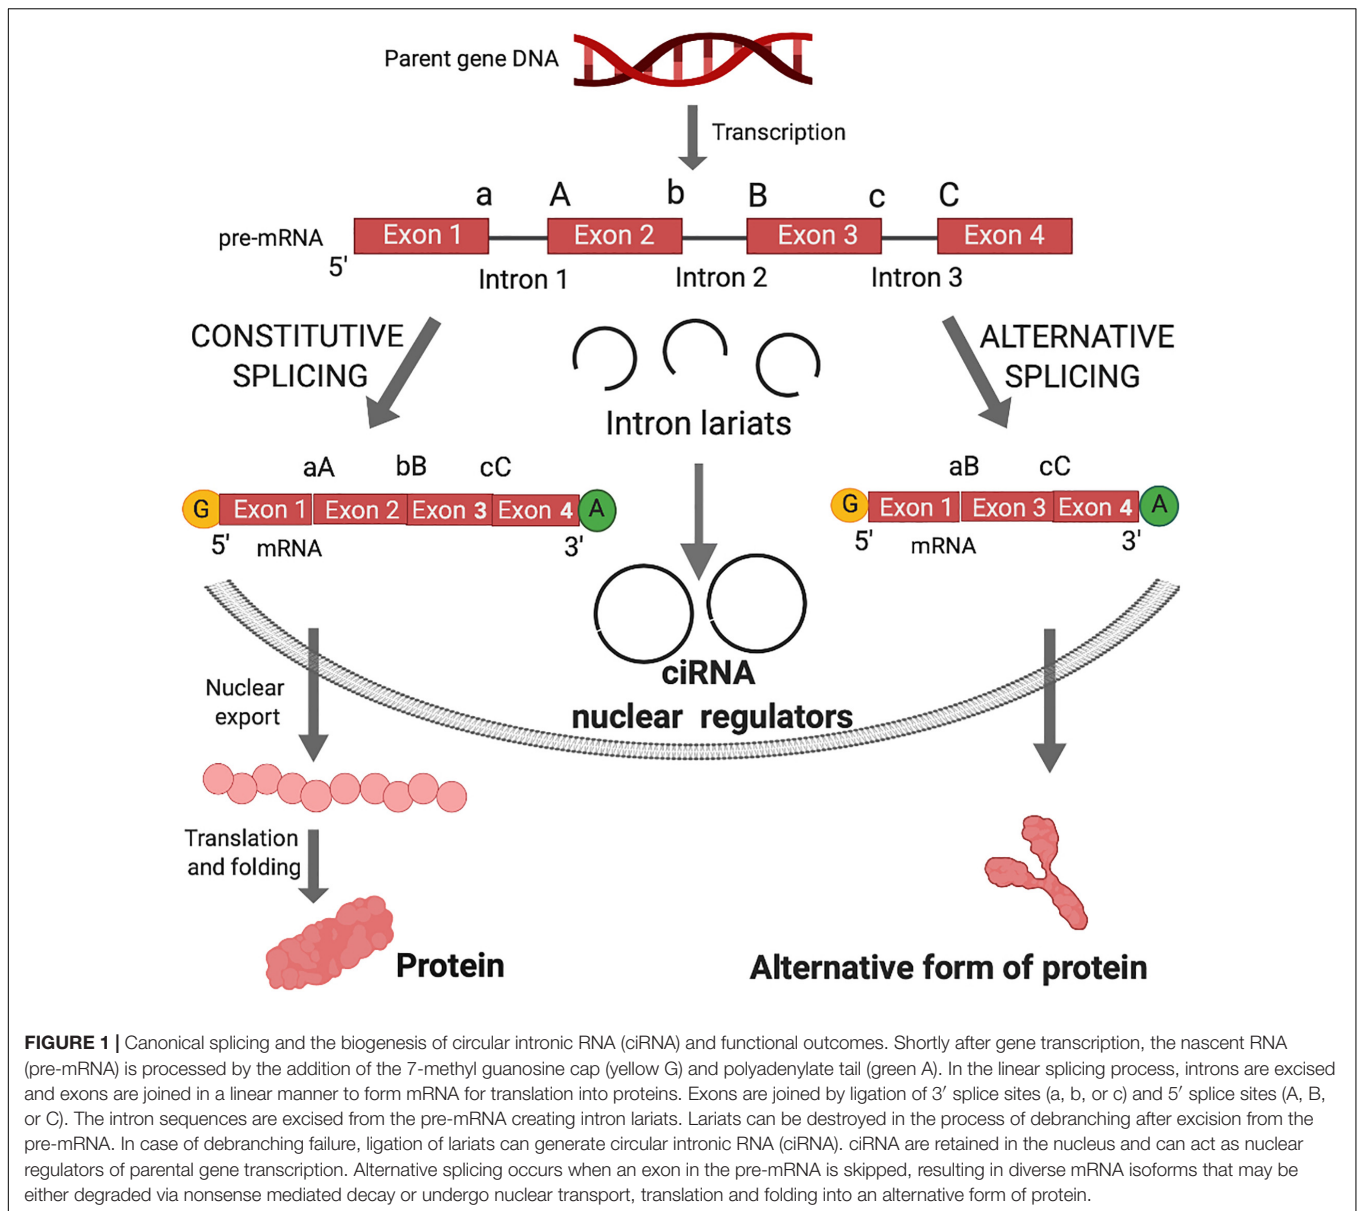 Parent gene DNA
Transcription
a A b B c C
pre-mRNA Exon 1 Exon 2 Exon 3 Exon 4
5'
Intron 1 Intron 2 Intron 3
CONSTITUTIVE
SPLICING
ALTERNATIVE
SPLICING
Intron lariats
aA bB cC
G Exon 1 Exon 2 Exon 3 Exon 4 A
5' mRNA 3'
aB cC
G Exon 1 Exon 3 Exon 4 A
5' mRNA 3'
ciRNA
nuclear regulators
Nuclear
export
Translation
and folding
Protein
Alternative form of protein
FIGURE 1 | Canonical splicing and the biogenesis of circular intronic RNA (ciRNA) and functional outcomes. Shortly after gene transcription, the nascent RNA
(pre-mRNA) is processed by the addition of the 7-methyl guanosine cap (yellow G) and polyadenylate tail (green A). In the linear splicing process, introns are excised
and exons are joined in a linear manner to form mRNA for translation into proteins. Exons are joined by ligation of 3′ splice sites (a, b, or c) and 5′ splice sites (A, B,
or C). The intron sequences are excised from the pre-mRNA creating intron lariats. Lariats can be destroyed in the process of debranching after excision from the
pre-mRNA. In case of debranching failure, ligation of lariats can generate circular intronic RNA (ciRNA). ciRNA are retained in the nucleus and can act as nuclear
regulators of parental gene transcription. Alternative splicing occurs when an exon in the pre-mRNA is skipped, resulting in diverse mRNA isoforms that may be
either degraded via nonsense mediated decay or undergo nuclear transport, translation and folding into an alternative form of protein.